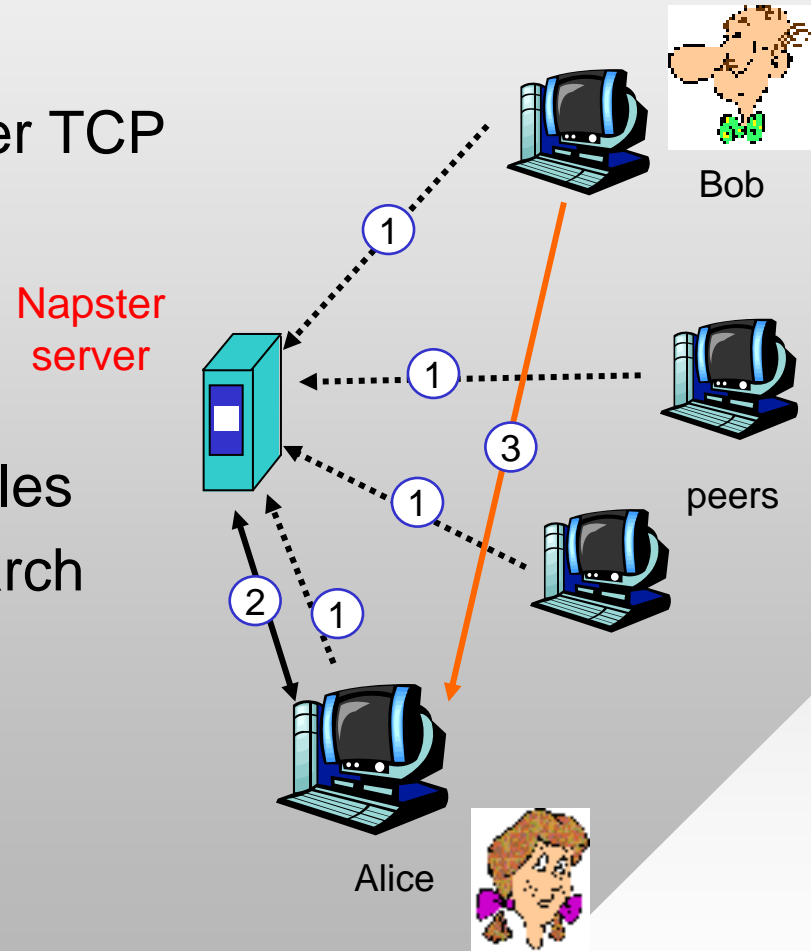 er TCP
Bob
1
Napster
server
1
3
les
1
peers
rch
2
1
Alice